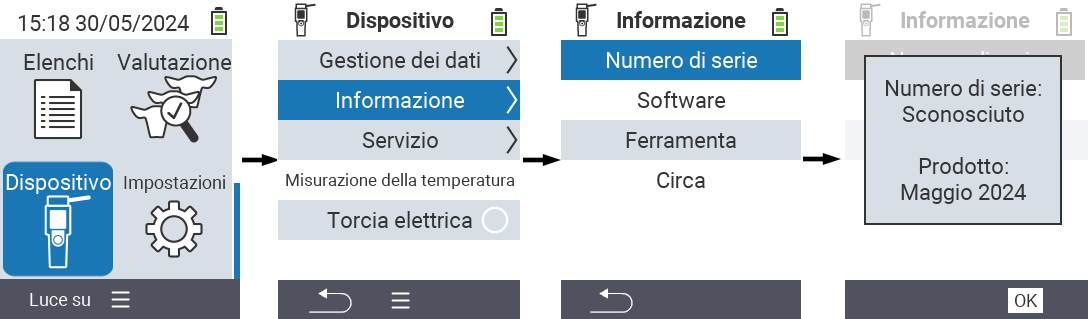 15:18 30/05/2024
Elenchi
Valutazione
Dispositivo
Impostazioni
Luce su
Dispositivo
Gestione dei dati
Informazione
Servizio
Misurazione della temperatura
Torcia elettrica
Informazione
Numero di serie
Software
Ferramenta
Circa
Informazione
Numero di serie:
Sconosciuto
Prodotto:
Maggio 2024
OK